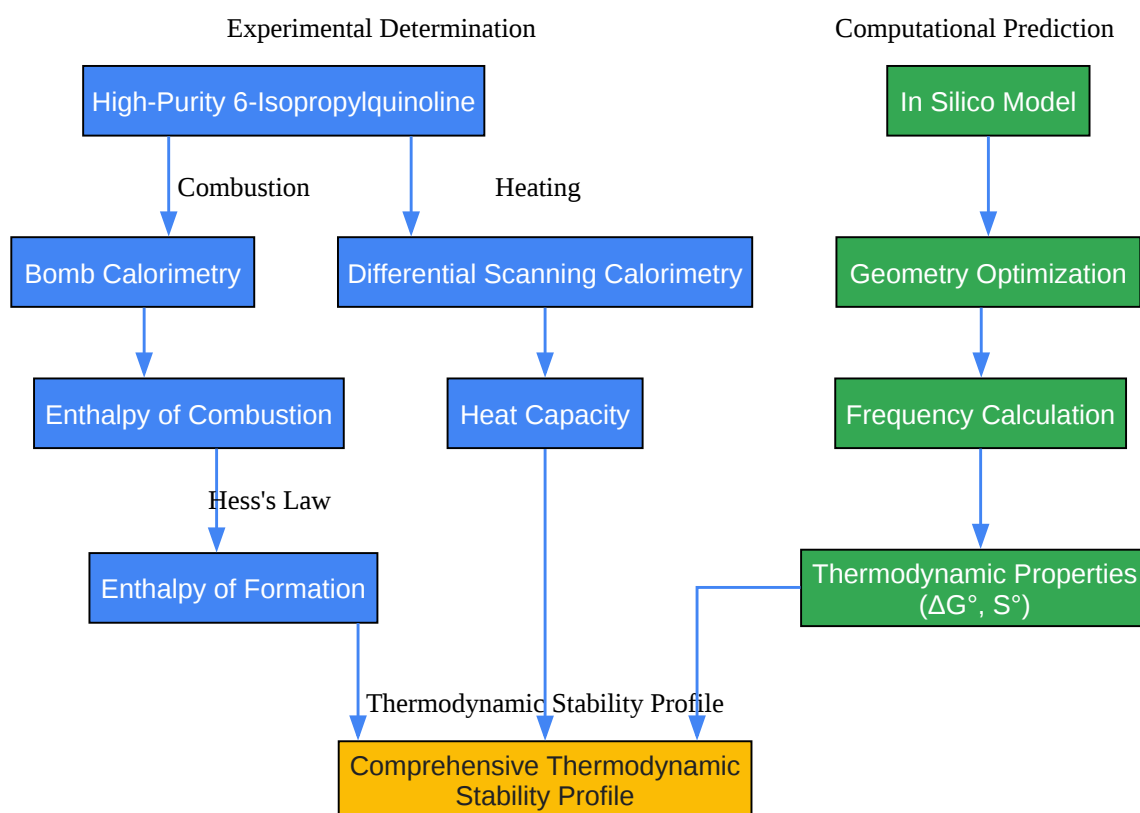 Experimental Determination
Computational Prediction
High-Purity 6-Isopropylquinoline
In Silico Model
Combustion
Heating
Bomb Calorimetry
Differential Scanning Calorimetry
Geometry Optimization
Enthalpy of Combustion
Heat Capacity
Frequency Calculation
Hess's Law
Enthalpy of Formation
Thermodynamic Properties
(ΔG°, S°)
Thermodynamic Stability Profile
Comprehensive Thermodynamic
Stability Profile